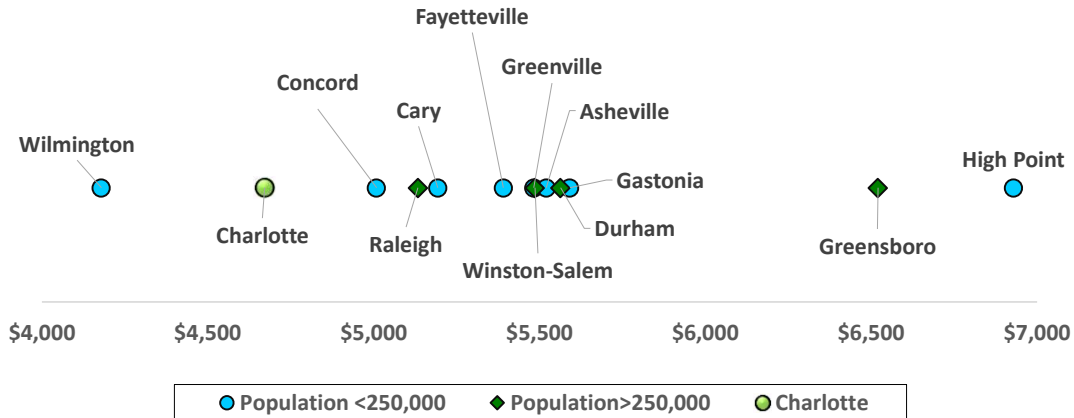 Fayetteville
Greenville
Concord
Cary
Asheville
Wilmington
High Point
Gastonia
Charlotte
Raleigh
Durham
Greensboro
Winston-Salem
$4,000 $4,500 $5,000 $5,500 $6,000 $6,500 $7,000
Population <250,000 Population>250,000 Charlotte